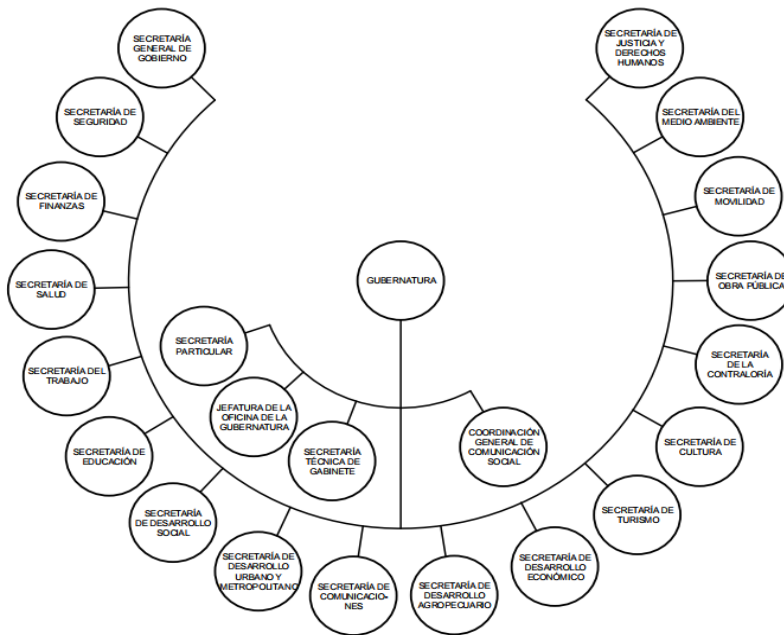 SECRETARÍA
GENERAL DE
GOBIERNO
SECRETARÍA DE
JUSTICIA Y
DERECHOS
HUMANOS
SECRETARÍA DE
SEGURIDAD
SECRETARÍA DEL
MEDIO AMBIENTE
SECRETARÍA DE
FINANZAS
SECRETARÍA DE
MOVILIDAD
GUBERNATURA
SECRETARÍA DE
SALUD
SECRETARÍA DE
OBRA PÚBLICA
SECRETARÍA
PARTICULAR
SECRETARÍA DEL
TRABAJO
SECRETARÍA
DE LA
CONTRALORÍA
JEFATURA DE LA
OFICINA DE LA
GUBERNATURA
SECRETARÍA
TÉCNICA DE
GABINETE
COORDINACIÓN
GENERAL DE
COMUNICACIÓN
SOCIAL
SECRETARÍA DE
EDUCACIÓN
SECRETARÍA DE
CULTURA
SECRETARÍA
DE DESARROLLO
SOCIAL
SECRETARÍA DE
TURISMO
SECRETARÍA DE
DESARROLLO
URBANO Y
METROPOLITANO
SECRETARÍA DE
COMUNICACIO-
NES
SECRETARÍA DE
DESARROLLO
AGROPECUARIO
SECRETARÍA DE
DESARROLLO
ECONÓMICO